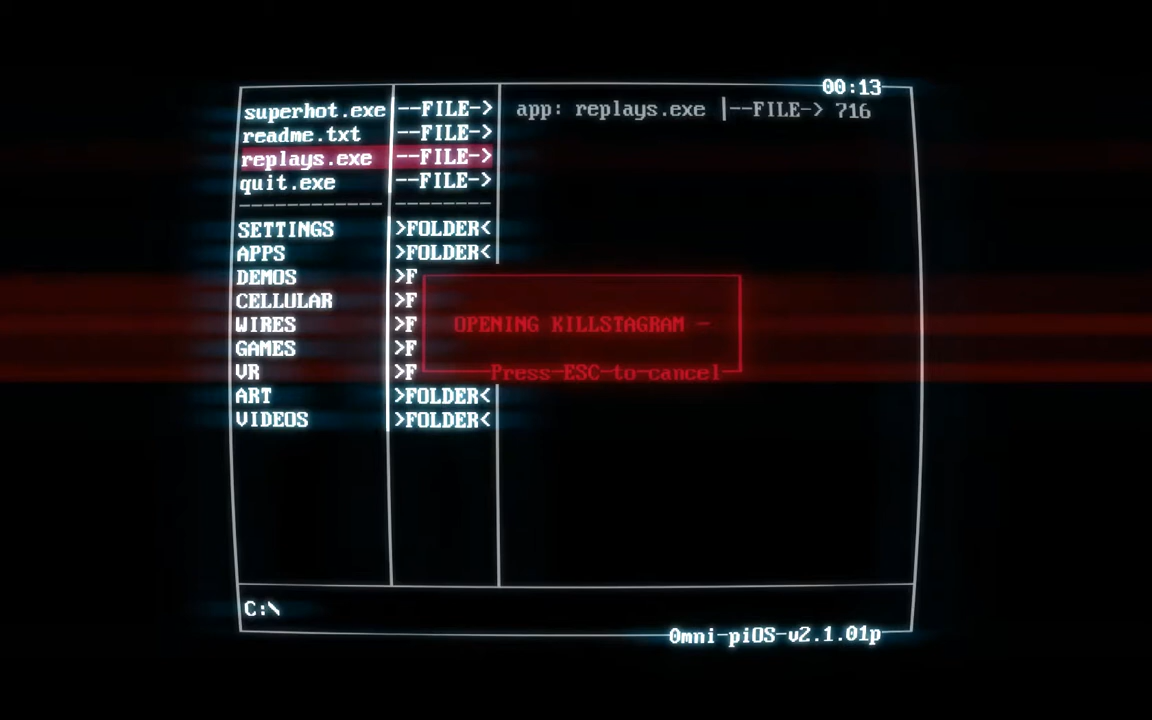 00:13
superhot.exe --FILE-> app: replays.exe |--FILE-> 716
readme.txt --FILE->
replays.exe --FILE->
quit.exe --FILE->
------------ --------
SETTINGS >FOLDER<
APPS >FOLDER<
DEMOS >F
CELLULAR >F
WIRES >F OPENING KILLSTAGRAM -
GAMES >F
VR >F Press ESC to cancel
ART >FOLDER<
VIDEOS >FOLDER<
C:\
0mni-piOS-v2.1.01p